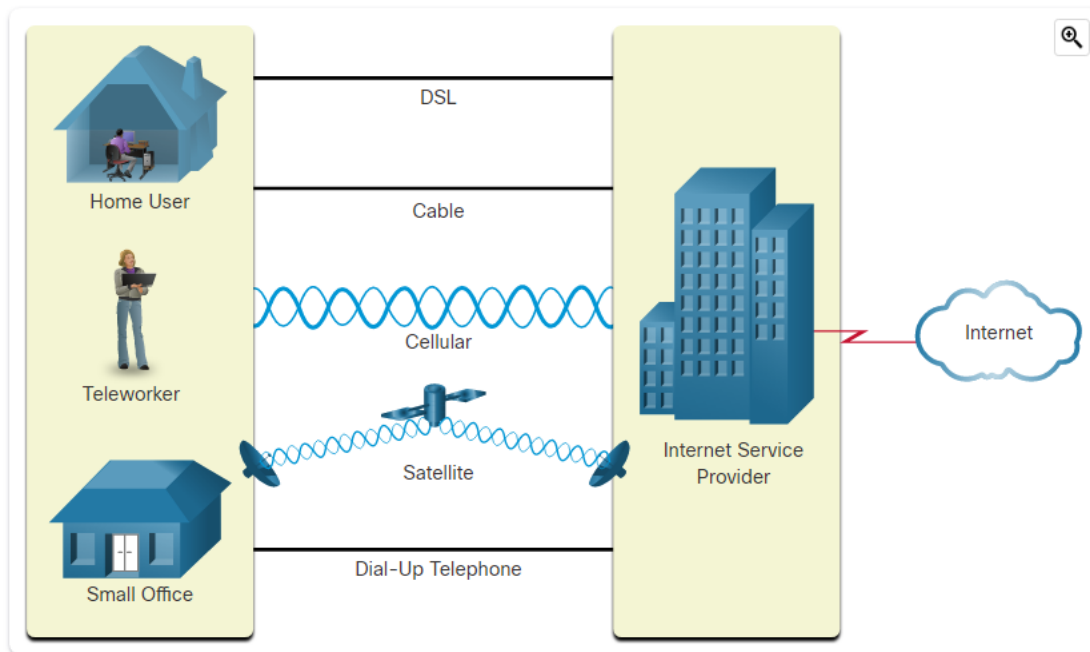 DSL
Home User
Cable
Cellular
Teleworker
Satellite
Internet Service
Provider
Internet
Small Office
Dial-Up Telephone